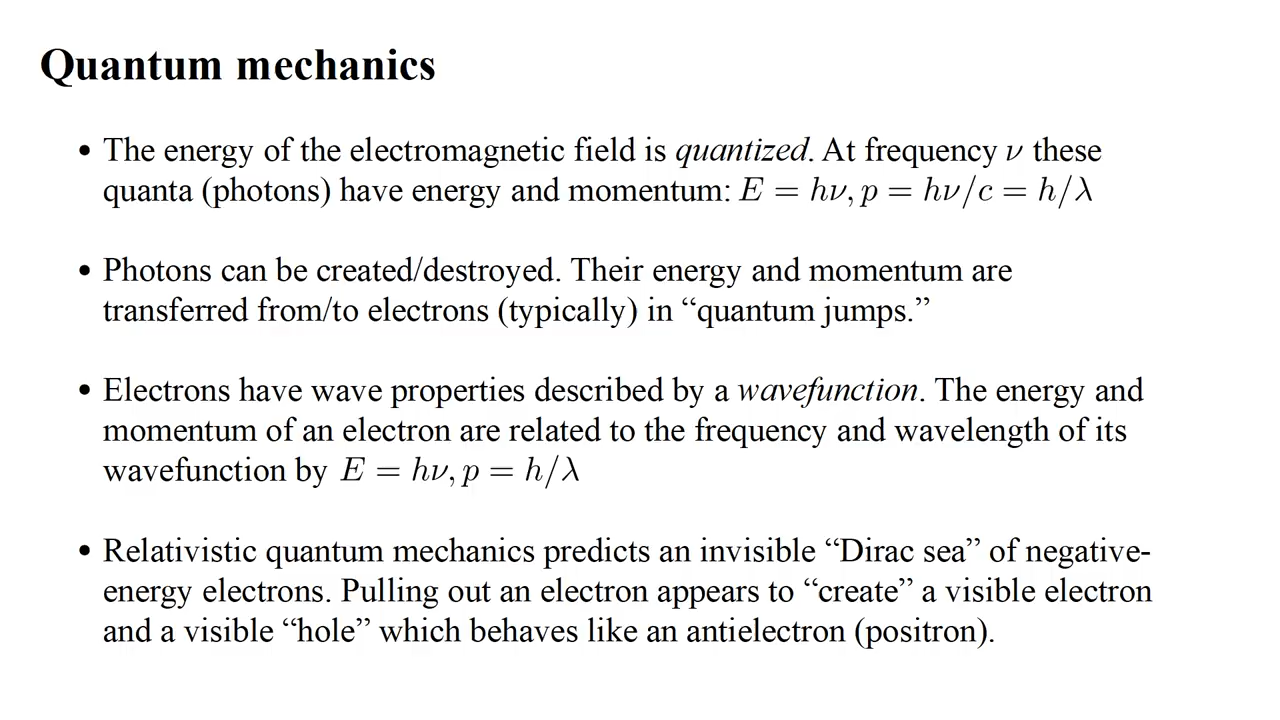 Quantum mechanics
• The energy of the electromagnetic field is quantized. At frequency ν these
quanta (photons) have energy and momentum: E = hν, p = hν/c = h/λ
• Photons can be created/destroyed. Their energy and momentum are
transferred from/to electrons (typically) in “quantum jumps.”
• Electrons have wave properties described by a wavefunction. The energy and
momentum of an electron are related to the frequency and wavelength of its
wavefunction by E = hν, p = h/λ
• Relativistic quantum mechanics predicts an invisible “Dirac sea” of negative-
energy electrons. Pulling out an electron appears to “create” a visible electron
and a visible “hole” which behaves like an antielectron (positron).